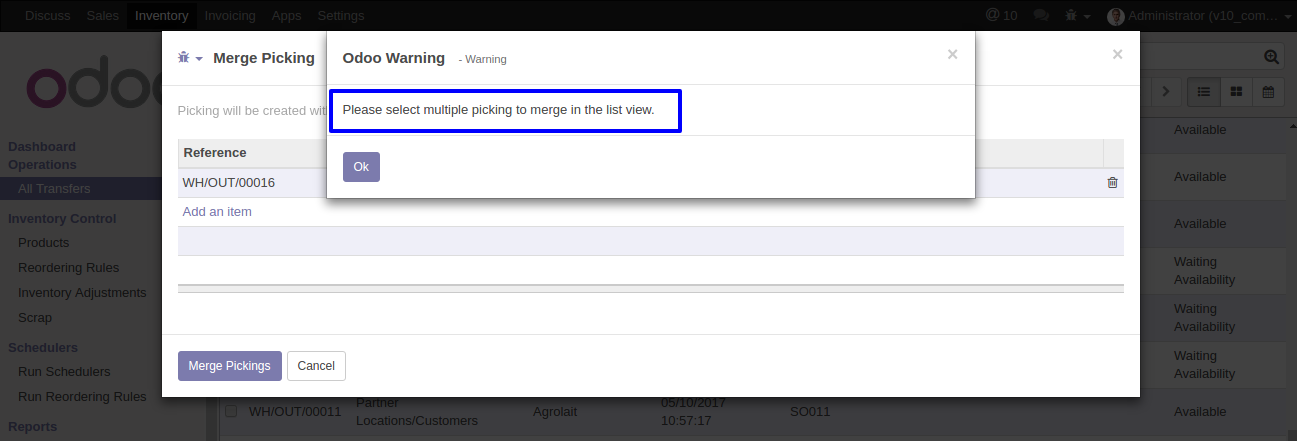 Discuss Sales Inventory Invoicing Apps Settings @ 10 Administrator (v10_com...
odoo
Merge Picking
Odoo Warning - Warning ×
×
Please select multiple picking to merge in the list view.
Picking will be created
Ok
Dashboard
Operations
All Transfers
Inventory Control
Products
Reordering Rules
Inventory Adjustments
Scrap
Schedulers
Run Schedulers
Run Reordering Rules
Reports
Reference
WH/OUT/00016
Add an item
Merge Pickings Cancel
Available
Available
Available
Waiting
Availability
Waiting
Availability
Waiting
Availability
WH/OUT/00011 Partner Locations/Customers Agrolait 05/10/2017 10:57:17 SO011 Available